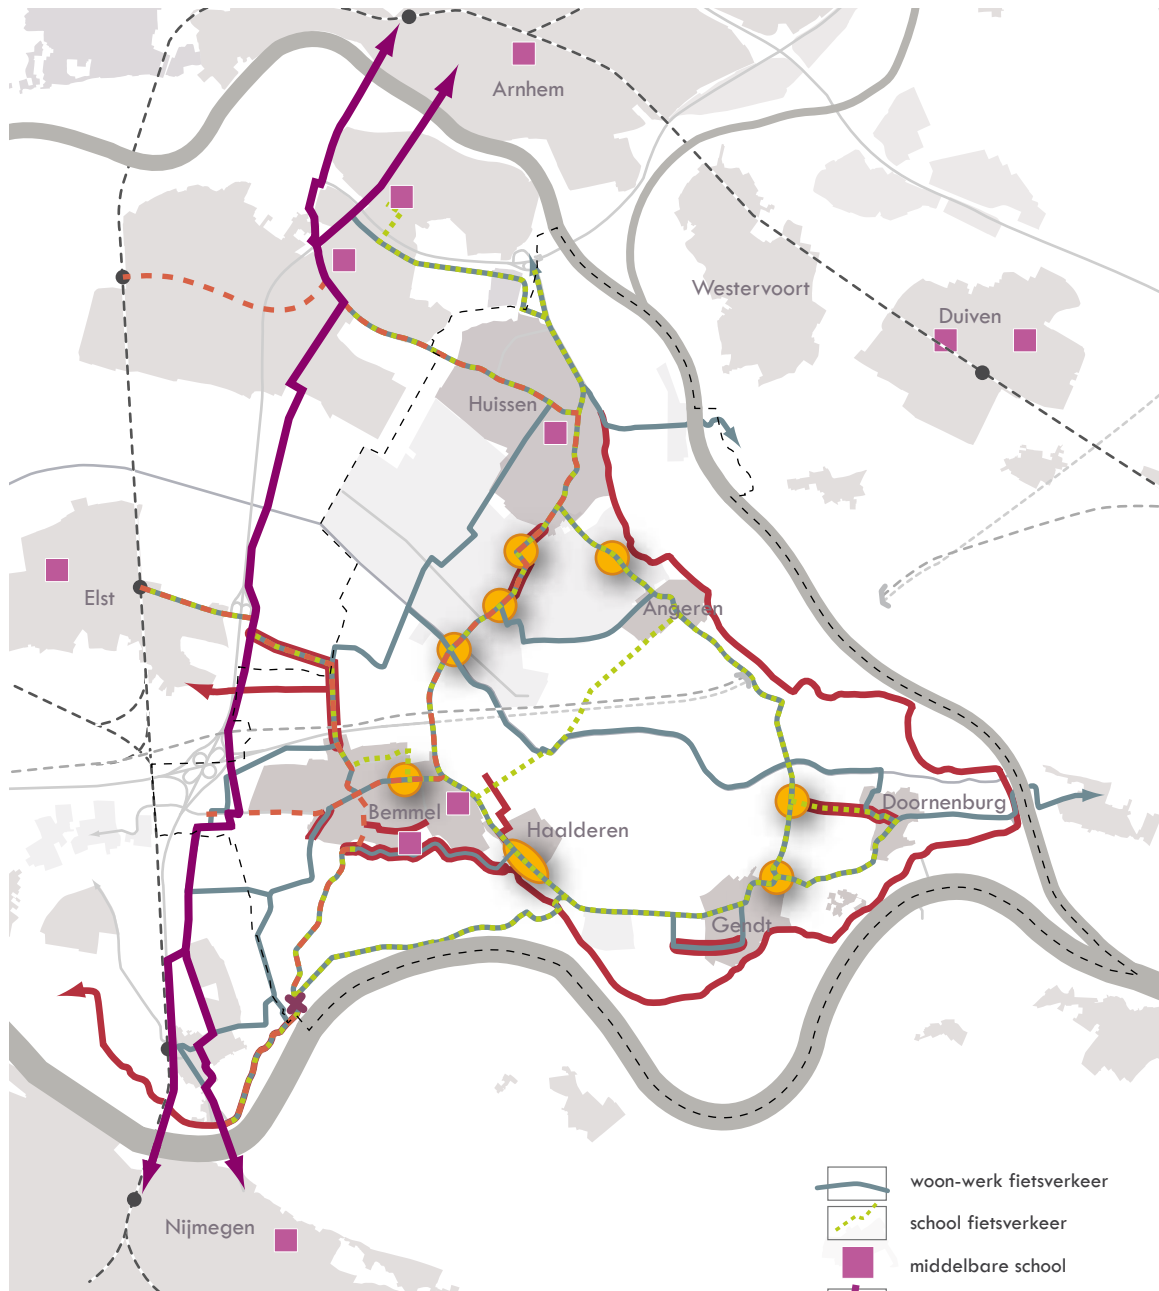 Arnhem
Westervoort
Duiven
Huissen
Elst
Angeren
Bemmel
Doornenburg
Haalderen
Gendt
Nijmegen
woon-werk fietsverkeer
school fietsverkeer
middelbare school